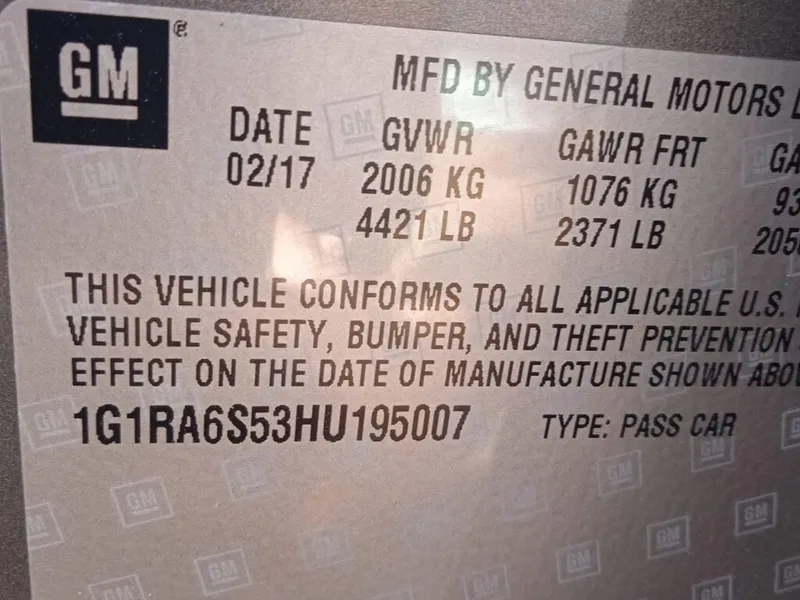 GM ®
MFD BY GENERAL MOTORS
DATE GVWR GAWR FRT
02/17 2006 KG 1076 KG
4421 LB 2371 LB
THIS VEHICLE CONFORMS TO ALL APPLICABLE U.S.
VEHICLE SAFETY, BUMPER, AND THEFT PREVENTION
EFFECT ON THE DATE OF MANUFACTURE SHOWN ABO
1G1RA6S53HU195007 TYPE: PASS CAR